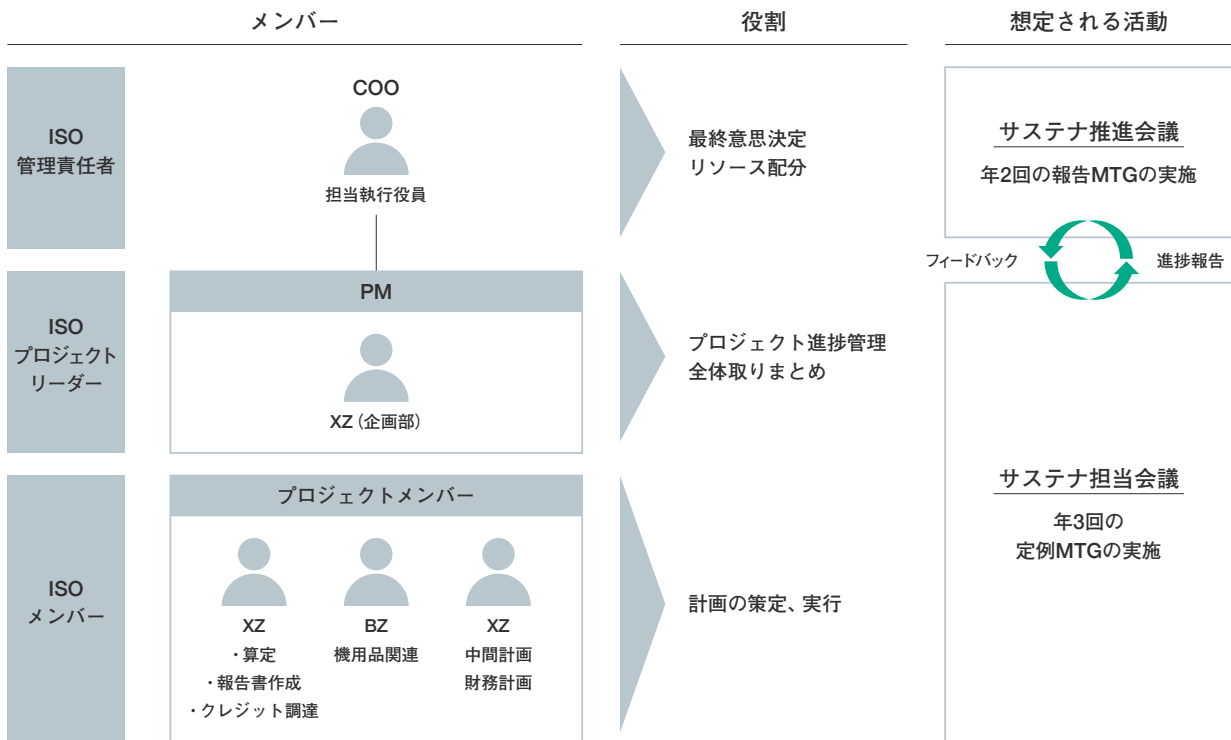 メンバー
役割
想定される活動
ISO
管理責任者
COO
担当執行役員
最終意思決定
リソース配分
サステナ推進会議
年2回の報告MTGの実施
フィードバック
進捗報告
ISO
プロジェクト
リーダー
PM
XZ（企画部）
プロジェクト進捗管理
全体取りまとめ
ISO
メンバー
プロジェクトメンバー
XZ
・算定
・報告書作成
・クレジット調達
BZ
機用品関連
XZ
中間計画
財務計画
計画の策定、実行
サステナ担当会議
年3回の
定例MTGの実施